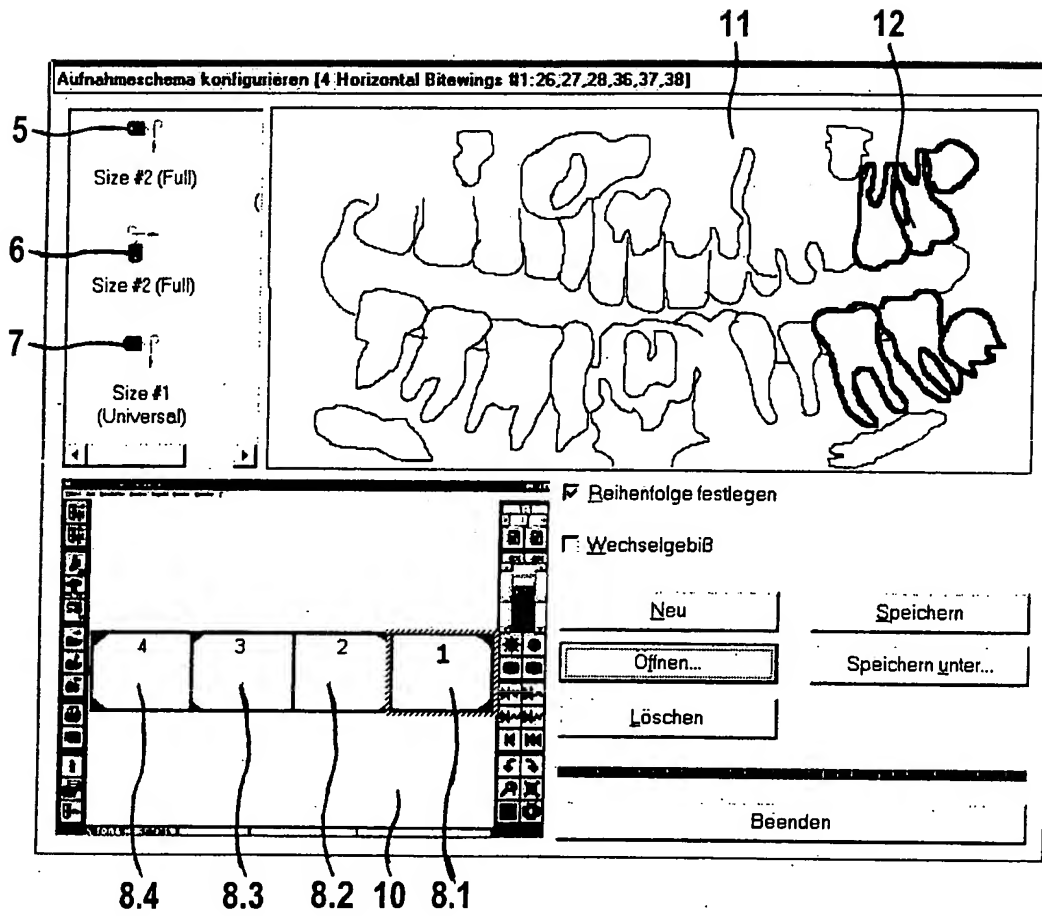 11 12
Aufnahmeschema konfigurieren [4 Horizontal Bitewings #1:26,27,28,36,37,38]
5
Size #2 (Full)
6
Size #2 (Full)
7
Size #1
(Universal)
Reihenfolge festlegen
Wechselgebiß
Neu Speichern
4 3 2 1
Öffnen... Speichern unter...
Löschen
Beenden
8.4 8.3 8.2 10 8.1